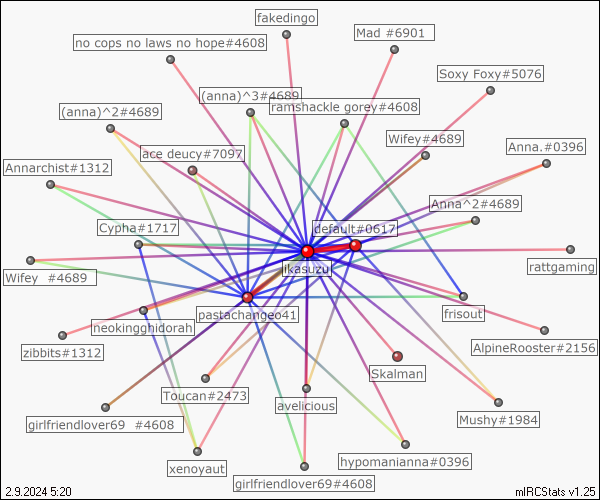 fakedingo
Mad #6901
no cops no laws no hope#4608
Soxy Foxy#5076
(anna)^3#4689
ramshackle gorey#4608
(anna)^2#4689
Wifey#4689
Anna.#0396
ace deucy#7097
Annarchist#1312
Anna^2#4689
Cypha#1717
default#0617
Wifey #4689
likasuzu
rattgaming
pastachangeo41
frisout
neokingghidorah
zibbits#1312
AlpineRooster#2156
Skalman
Toucan#2473
avelicious
Mushy#1984
girlfriendlover69 #4608
hypomanianna#0396
xenoyaut
girlfriendlover69#4608
2.9.2024 5:20
mIRCStats v1.25